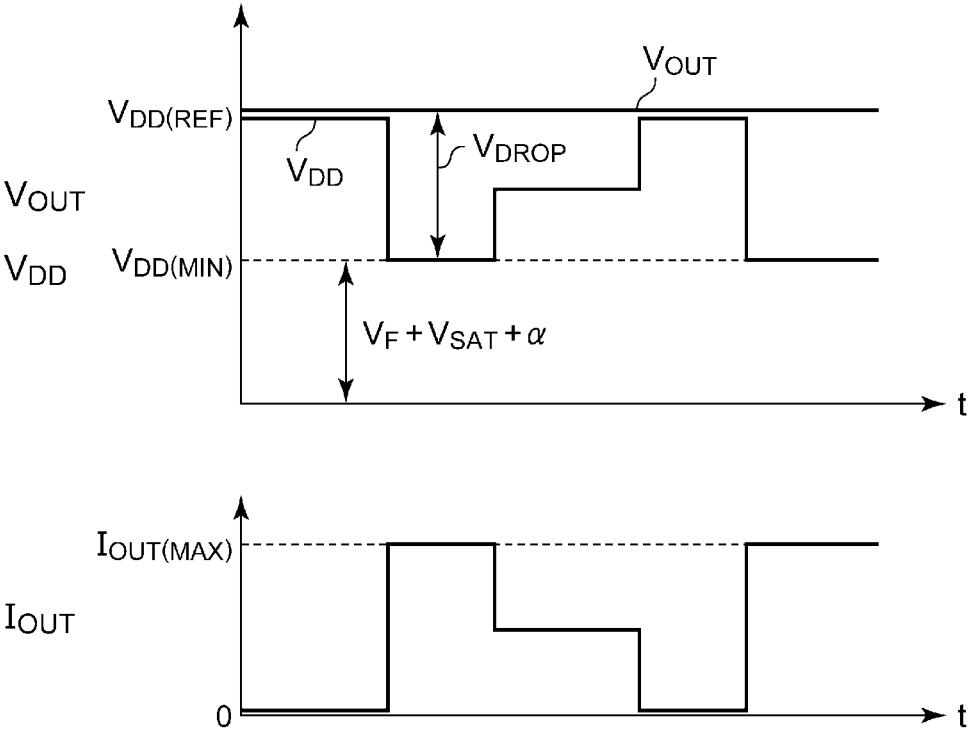 VOUT
VDD(REF)
VDD
VDROP
VOUT
VDD
VDD(MIN)
VF + VSAT + α
t
IOUT(MAX)
IOUT
0
t